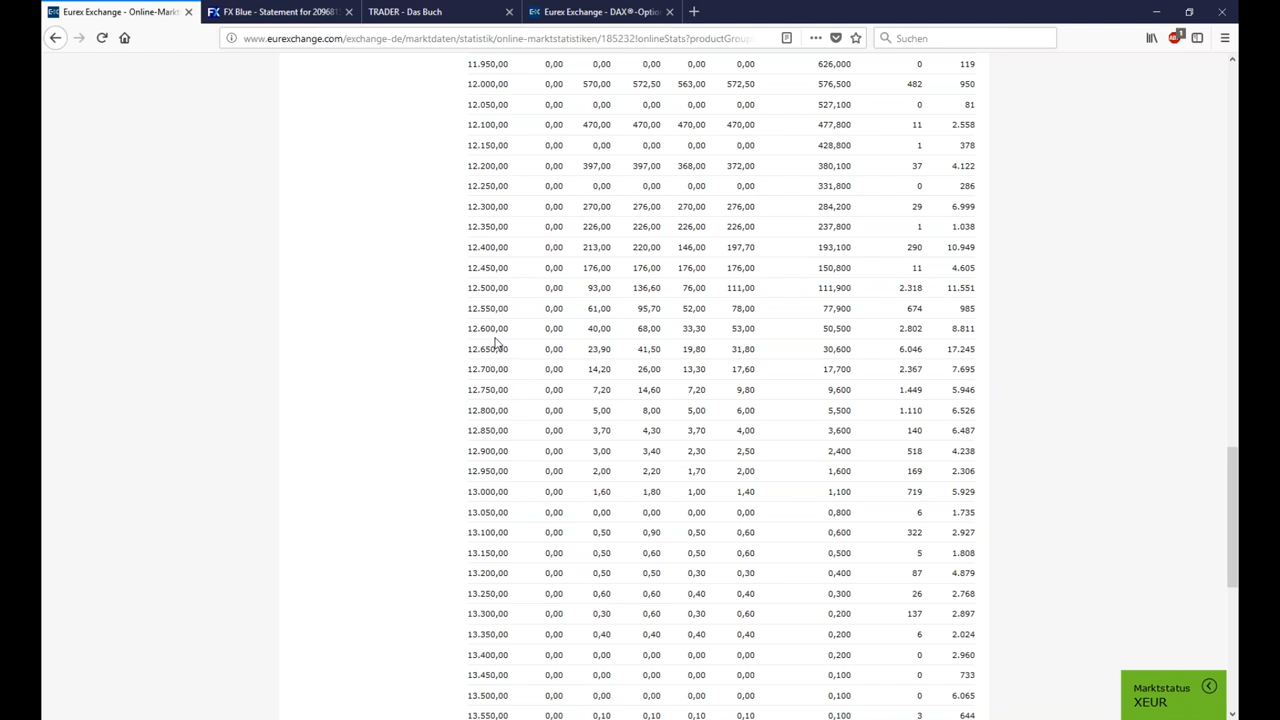 Eurex Exchange - Online-Markt
FX Blue - Statement for 209681
TRADER - Das Buch
Eurex Exchange - DAX®-Optio
www.eurexchange.com/exchange-de/marktdaten/statistik/online-marktstatistiken/185232!onlineStats?productGroup
Suchen
11.950,00 0,00 0,00 0,00 0,00 0,00 626,000 0 119
12.000,00 0,00 570,00 572,50 563,00 572,50 576,500 482 950
12.050,00 0,00 0,00 0,00 0,00 0,00 527,100 0 81
12.100,00 0,00 470,00 470,00 470,00 470,00 477,800 11 2.558
12.150,00 0,00 0,00 0,00 0,00 0,00 428,800 1 378
12.200,00 0,00 397,00 397,00 368,00 372,00 380,100 37 4.122
12.250,00 0,00 0,00 0,00 0,00 0,00 331,800 0 286
12.300,00 0,00 270,00 276,00 270,00 276,00 284,200 29 6.999
12.350,00 0,00 226,00 226,00 226,00 226,00 237,800 1 1.038
12.400,00 0,00 213,00 220,00 146,00 197,70 193,100 290 10.949
12.450,00 0,00 176,00 176,00 176,00 176,00 150,800 11 4.605
12.500,00 0,00 93,00 136,60 76,00 111,00 111,900 2.318 11.551
12.550,00 0,00 61,00 95,70 52,00 78,00 77,900 674 985
12.600,00 0,00 40,00 68,00 33,30 53,00 50,500 2.802 8.811
12.650,00 0,00 23,90 41,50 19,80 31,80 30,600 6.046 17.245
12.700,00 0,00 14,20 26,00 13,30 17,60 17,700 2.367 7.695
12.750,00 0,00 7,20 14,60 7,20 9,80 9,600 1.449 5.946
12.800,00 0,00 5,00 8,00 5,00 6,00 5,500 1.110 6.526
12.850,00 0,00 3,70 4,30 3,70 4,00 3,600 140 6.487
12.900,00 0,00 3,00 3,40 2,30 2,50 2,400 518 4.238
12.950,00 0,00 2,00 2,20 1,70 2,00 1,600 169 2.306
13.000,00 0,00 1,60 1,80 1,00 1,40 1,100 719 5.929
13.050,00 0,00 0,00 0,00 0,00 0,00 0,800 6 1.735
13.100,00 0,00 0,50 0,90 0,50 0,60 0,600 322 2.927
13.150,00 0,00 0,50 0,60 0,50 0,60 0,500 5 1.808
13.200,00 0,00 0,50 0,50 0,30 0,30 0,400 87 4.879
13.250,00 0,00 0,60 0,60 0,40 0,40 0,300 26 2.768
13.300,00 0,00 0,30 0,60 0,30 0,60 0,200 137 2.897
13.350,00 0,00 0,40 0,40 0,40 0,40 0,200 6 2.024
13.400,00 0,00 0,00 0,00 0,00 0,00 0,200 0 2.960
13.450,00 0,00 0,00 0,00 0,00 0,00 0,100 0 733
13.500,00 0,00 0,00 0,00 0,00 0,00 0,100 0 6.065
13.550,00 0,00 0,10 0,10 0,10 0,10 0,100 3 644
Marktstatus
XEUR